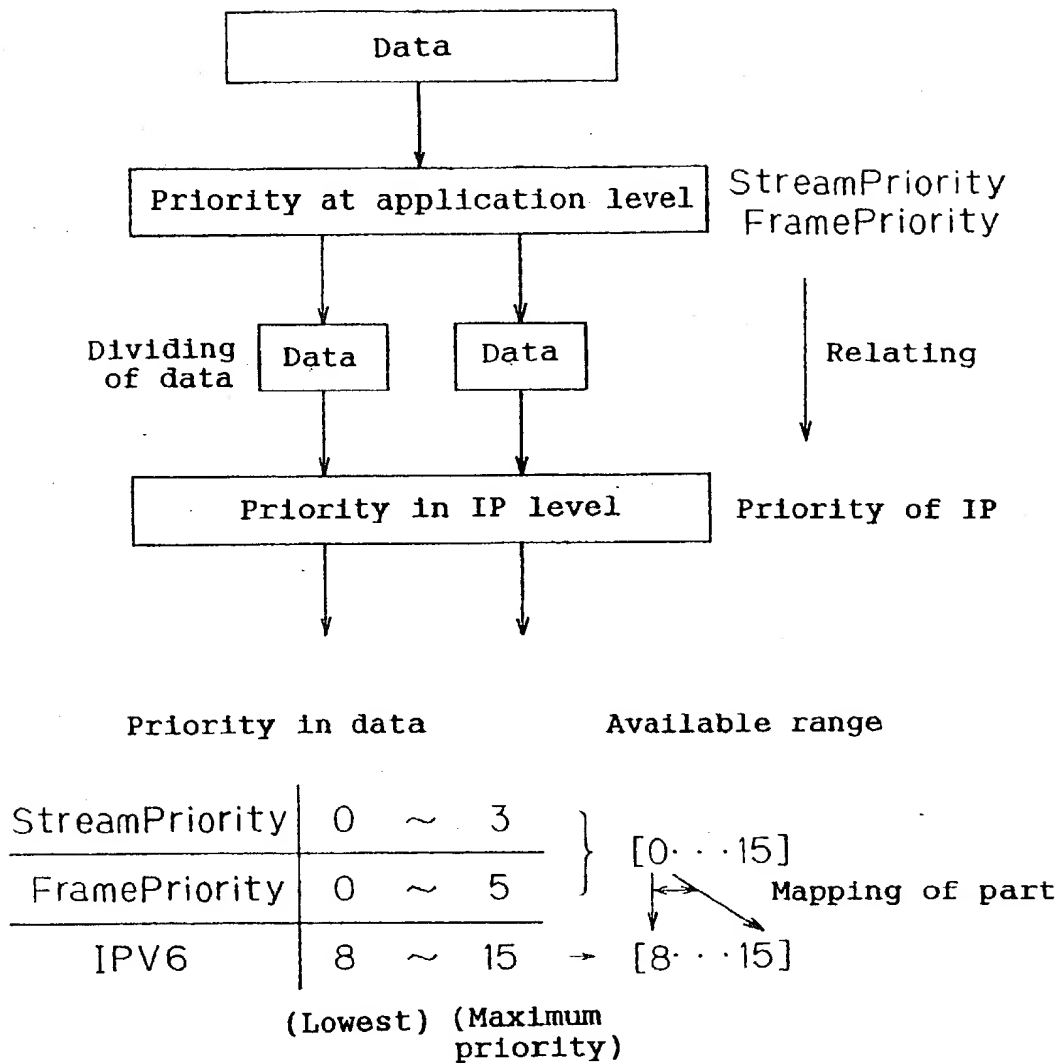 Data
Priority at application level
StreamPriority
FramePriority
Dividing
of data
Data
Data
Relating
Priority in IP level
Priority of IP
Priority in data
Available range
StreamPriority 0 ~ 3
[0···15]
FramePriority 0 ~ 5
Mapping of part
IPV6 8 ~ 15 → [8···15]
(Lowest) (Maximum
priority)